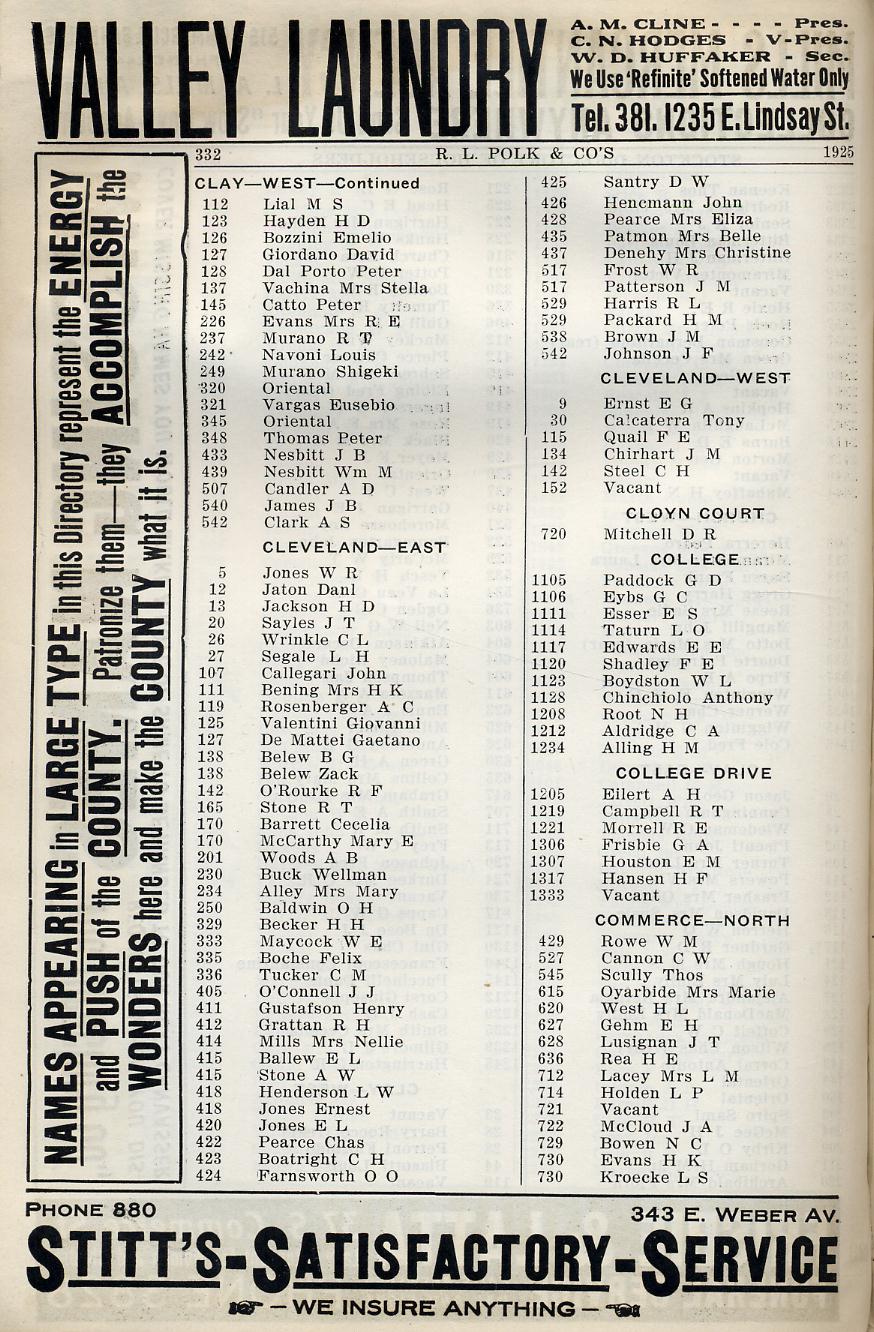 VALLEY LAUNDRY
A. M. CLINE - - - - Pres.
C. N. HODGES - V-Pres.
W. D. HUFFAKER - Sec.
We Use 'Refinite' Softened Water Only
Tel. 381. 1235 E. Lindsay St.
332 R. L. POLK & CO'S 1925
NAMES APPEARING in LARGE TYPE in this Directory represent the ENERGY
and PUSH of the COUNTY. Patronize them—they ACCOMPLISH the
WONDERS here and make the COUNTY what it is.
CLAY—WEST—Continued
112 Lial M S
123 Hayden H D
126 Bozzini Emelio
127 Giordano David
128 Dal Porto Peter
137 Vachina Mrs Stella
145 Catto Peter
226 Evans Mrs R E
237 Murano R T
242 Navoni Louis
249 Murano Shigeki
320 Oriental
321 Vargas Eusebio
345 Oriental
348 Thomas Peter
433 Nesbitt J B
439 Nesbitt Wm M
507 Candler A D
540 James J B
542 Clark A S
CLEVELAND—EAST
5 Jones W R
12 Jaton Danl
13 Jackson H D
20 Sayles J T
26 Wrinkle C L
27 Segale L H
107 Callegari John
111 Bening Mrs H K
119 Rosenberger A C
125 Valentini Giovanni
127 De Mattei Gaetano
138 Belew B G
138 Belew Zack
142 O'Rourke R F
165 Stone R T
170 Barrett Cecelia
170 McCarthy Mary E
201 Woods A B
230 Buck Wellman
234 Alley Mrs Mary
250 Baldwin O H
329 Becker H H
333 Maycock W E
335 Boche Felix
336 Tucker C M
405 O'Connell J J
411 Gustafson Henry
412 Grattan R H
414 Mills Mrs Nellie
415 Ballew E L
415 Stone A W
418 Henderson L W
418 Jones Ernest
420 Jones E L
422 Pearce Chas
423 Boatright C H
424 Farnsworth O O
425 Santry D W
426 Hencmann John
428 Pearce Mrs Eliza
435 Patmon Mrs Belle
437 Denehy Mrs Christine
517 Frost W R
517 Patterson J M
529 Harris R L
529 Packard H M
538 Brown J M
542 Johnson J F
CLEVELAND—WEST
9 Ernst E G
30 Calcaterra Tony
115 Quail F E
134 Chirhart J M
142 Steel C H
152 Vacant
CLOYN COURT
720 Mitchell D R
COLLEGE
1105 Paddock G D
1106 Eybs G C
1111 Esser E S
1114 Taturn L O
1117 Edwards E E
1120 Shadley F E
1123 Boydston W L
1128 Chinchiolo Anthony
1208 Root N H
1212 Aldridge C A
1234 Alling H M
COLLEGE DRIVE
1205 Eilert A H
1219 Campbell R T
1221 Morrell R E
1306 Frisbie G A
1307 Houston E M
1317 Hansen H F
1333 Vacant
COMMERCE—NORTH
429 Rowe W M
527 Cannon C W
545 Scully Thos
615 Oyarbide Mrs Marie
620 West H L
627 Gehm E H
628 Lusignan J T
636 Rea H E
712 Lacey Mrs L M
714 Holden L P
721 Vacant
722 McCloud J A
729 Bowen N C
730 Evans H K
730 Kroecke L S
PHONE 880 343 E. WEBER AV.
STITT'S-SATISFACTORY-SERVICE
— WE INSURE ANYTHING —